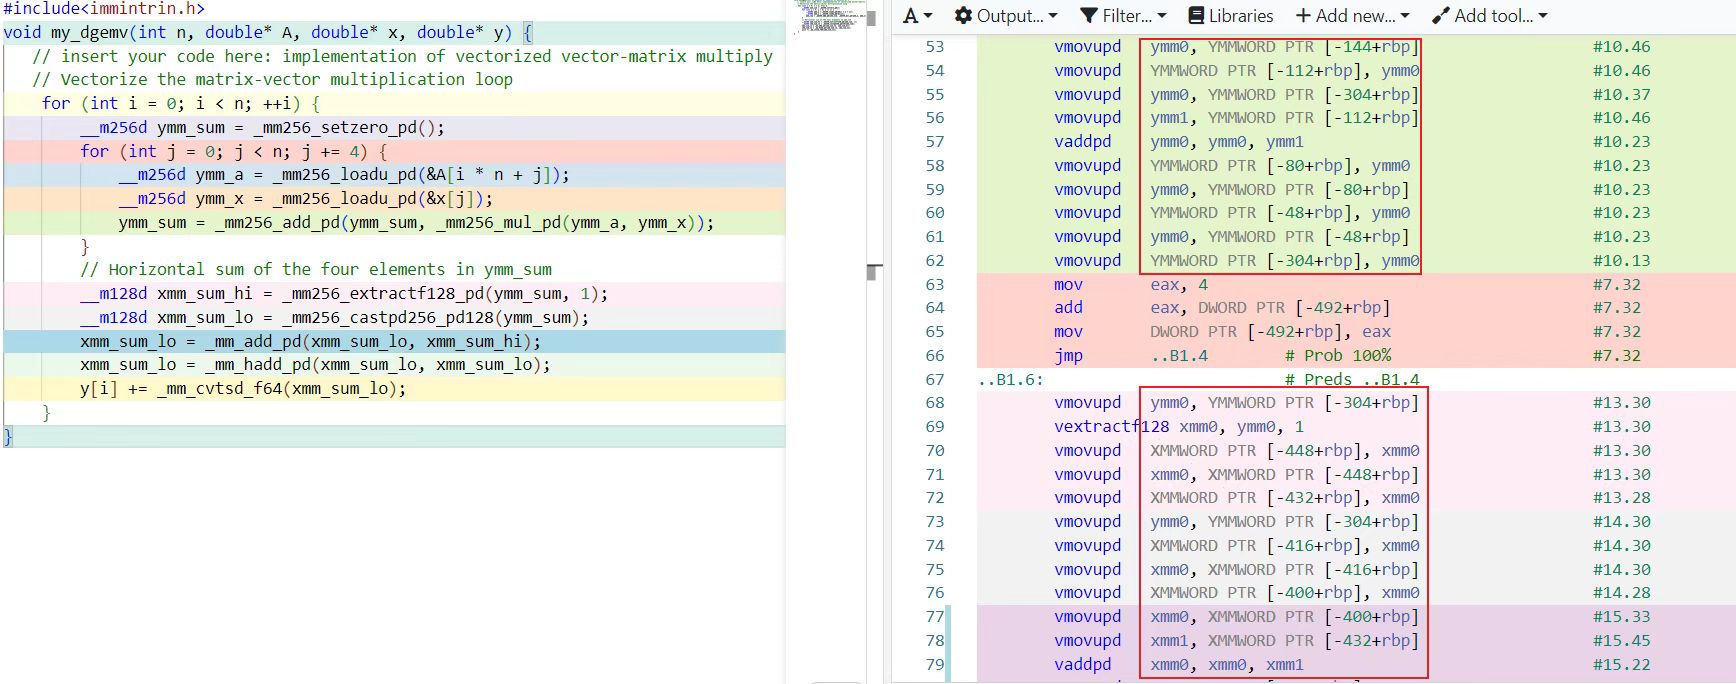 #include<immintrin.h>
void my_dgemv(int n, double* A, double* x, double* y) {
// insert your code here: implementation of vectorized vector-matrix multiply
// Vectorize the matrix-vector multiplication loop
for (int i = 0; i < n; ++i) {
__m256d ymm_sum = _mm256_setzero_pd();
for (int j = 0; j < n; j += 4) {
__m256d ymm_a = _mm256_loadu_pd(&A[i * n + j]);
__m256d ymm_x = _mm256_loadu_pd(&x[j]);
ymm_sum = _mm256_add_pd(ymm_sum, _mm256_mul_pd(ymm_a, ymm_x));
}
// Horizontal sum of the four elements in ymm_sum
__m128d xmm_sum_hi = _mm256_extractf128_pd(ymm_sum, 1);
__m128d xmm_sum_lo = _mm256_castpd256_pd128(ymm_sum);
xmm_sum_lo = _mm_add_pd(xmm_sum_lo, xmm_sum_hi);
xmm_sum_lo = _mm_hadd_pd(xmm_sum_lo, xmm_sum_lo);
y[i] += _mm_cvtsd_f64(xmm_sum_lo);
}
}
A Output... Filter... Libraries + Add new... Add tool...
53 vmovupd ymm0, YMMWORD PTR [-144+rbp] #10.46
54 vmovupd YMMWORD PTR [-112+rbp], ymm0 #10.46
55 vmovupd ymm0, YMMWORD PTR [-304+rbp] #10.37
56 vmovupd ymm1, YMMWORD PTR [-112+rbp] #10.46
57 vaddpd ymm0, ymm0, ymm1 #10.23
58 vmovupd YMMWORD PTR [-80+rbp], ymm0 #10.23
59 vmovupd ymm0, YMMWORD PTR [-80+rbp] #10.23
60 vmovupd YMMWORD PTR [-48+rbp], ymm0 #10.23
61 vmovupd ymm0, YMMWORD PTR [-48+rbp] #10.23
62 vmovupd YMMWORD PTR [-304+rbp], ymm0 #10.13
63 mov eax, 4 #7.32
64 add eax, DWORD PTR [-492+rbp] #7.32
65 mov DWORD PTR [-492+rbp], eax #7.32
66 jmp ..B1.4 # Prob 100% #7.32
67 ..B1.6: # Preds ..B1.4
68 vmovupd ymm0, YMMWORD PTR [-304+rbp] #13.30
69 vextractf128 xmm0, ymm0, 1 #13.30
70 vmovupd XMMWORD PTR [-448+rbp], xmm0 #13.30
71 vmovupd xmm0, XMMWORD PTR [-448+rbp] #13.30
72 vmovupd XMMWORD PTR [-432+rbp], xmm0 #13.28
73 vmovupd ymm0, YMMWORD PTR [-304+rbp] #14.30
74 vmovupd XMMWORD PTR [-416+rbp], xmm0 #14.30
75 vmovupd xmm0, XMMWORD PTR [-416+rbp] #14.30
76 vmovupd XMMWORD PTR [-400+rbp], xmm0 #14.28
77 vmovupd xmm0, XMMWORD PTR [-400+rbp] #15.33
78 vmovupd xmm1, XMMWORD PTR [-432+rbp] #15.45
79 vaddpd xmm0, xmm0, xmm1 #15.22